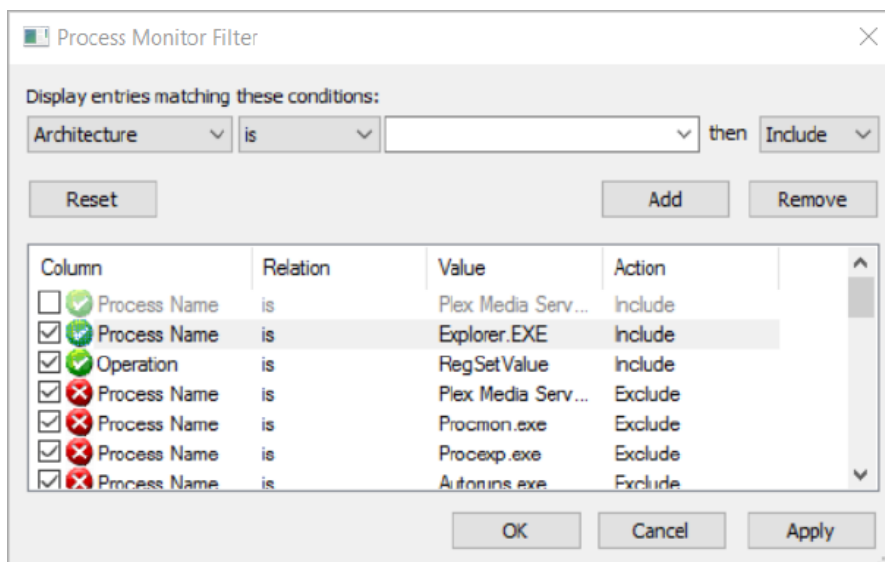 Process Monitor Filter
Display entries matching these conditions:
Architecture is then Include
Reset Add Remove
Column Relation Value Action
Process Name is Plex Media Serv... Include
Process Name is Explorer.EXE Include
Operation is RegSetValue Include
Process Name is Plex Media Serv... Exclude
Process Name is Procmon.exe Exclude
Process Name is Procexp.exe Exclude
Process Name is Autoruns.exe Exclude
OK Cancel Apply